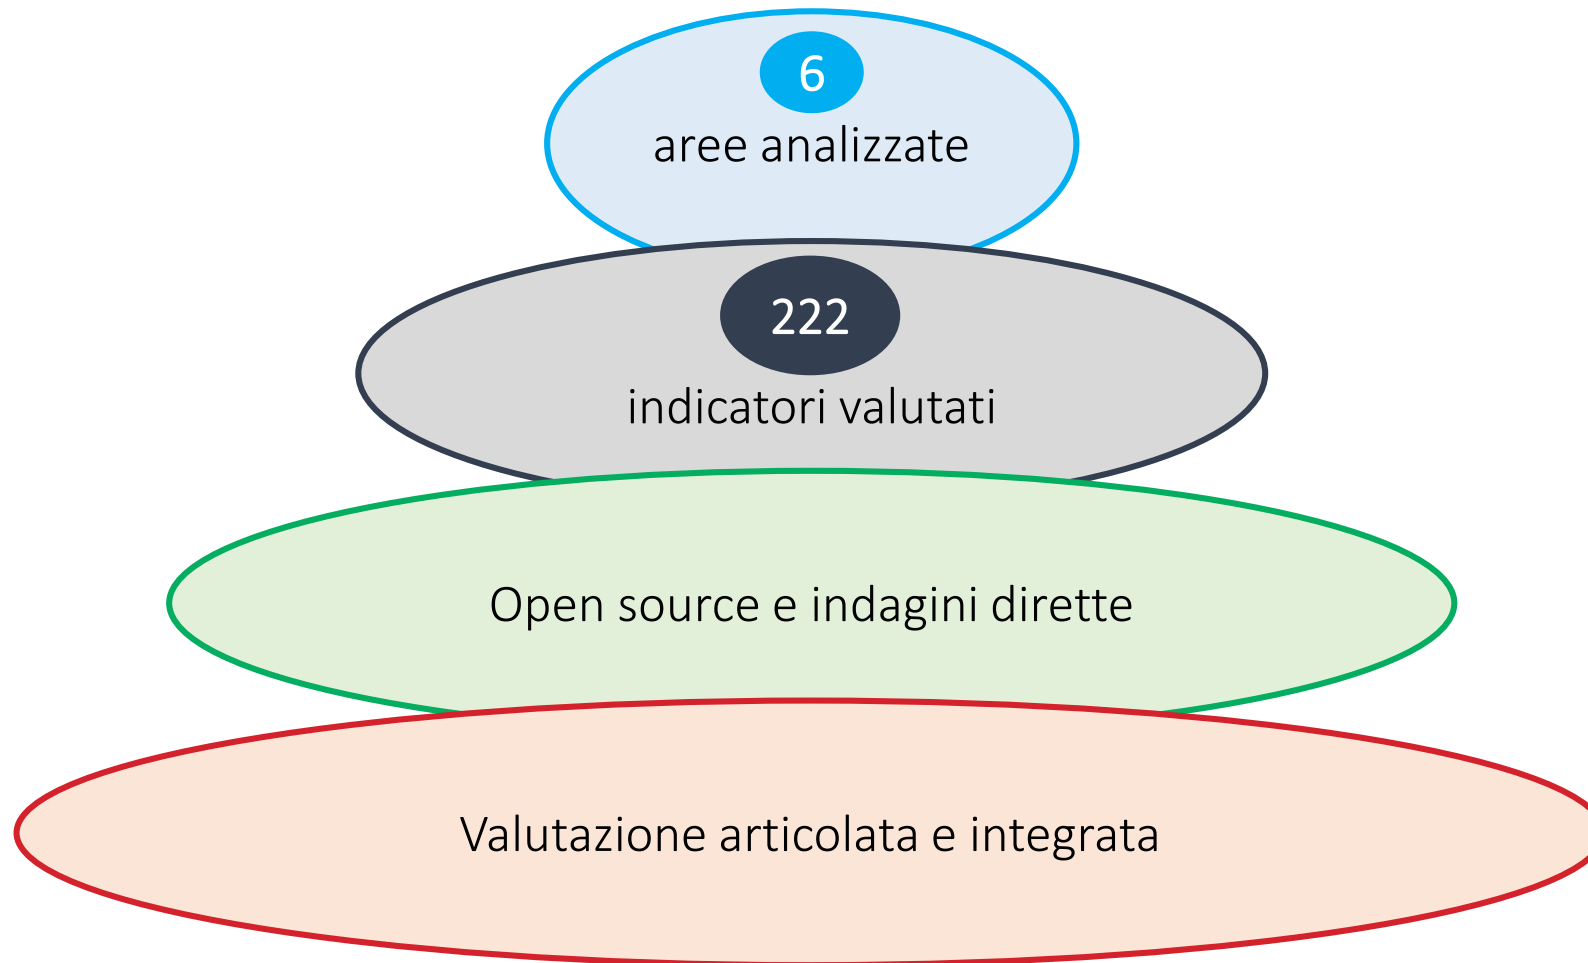 6
aree analizzate
222
indicatori valutati
Open source e indagini dirette
Valutazione articolata e integrata